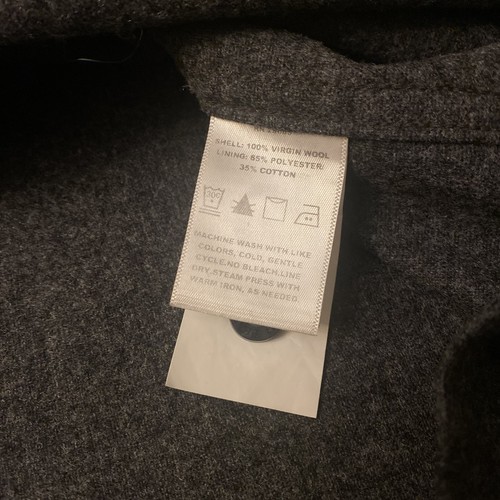 SHELL: 100% VIRGIN WOOL
LINING: 65% POLYESTER
35% COTTON
MACHINE WASH WITH LIKE
COLORS, COLD, GENTLE
CYCLE.NO BLEACH.LINE
DRY.STEAM PRESS WITH
WARM IRON, AS NEEDED